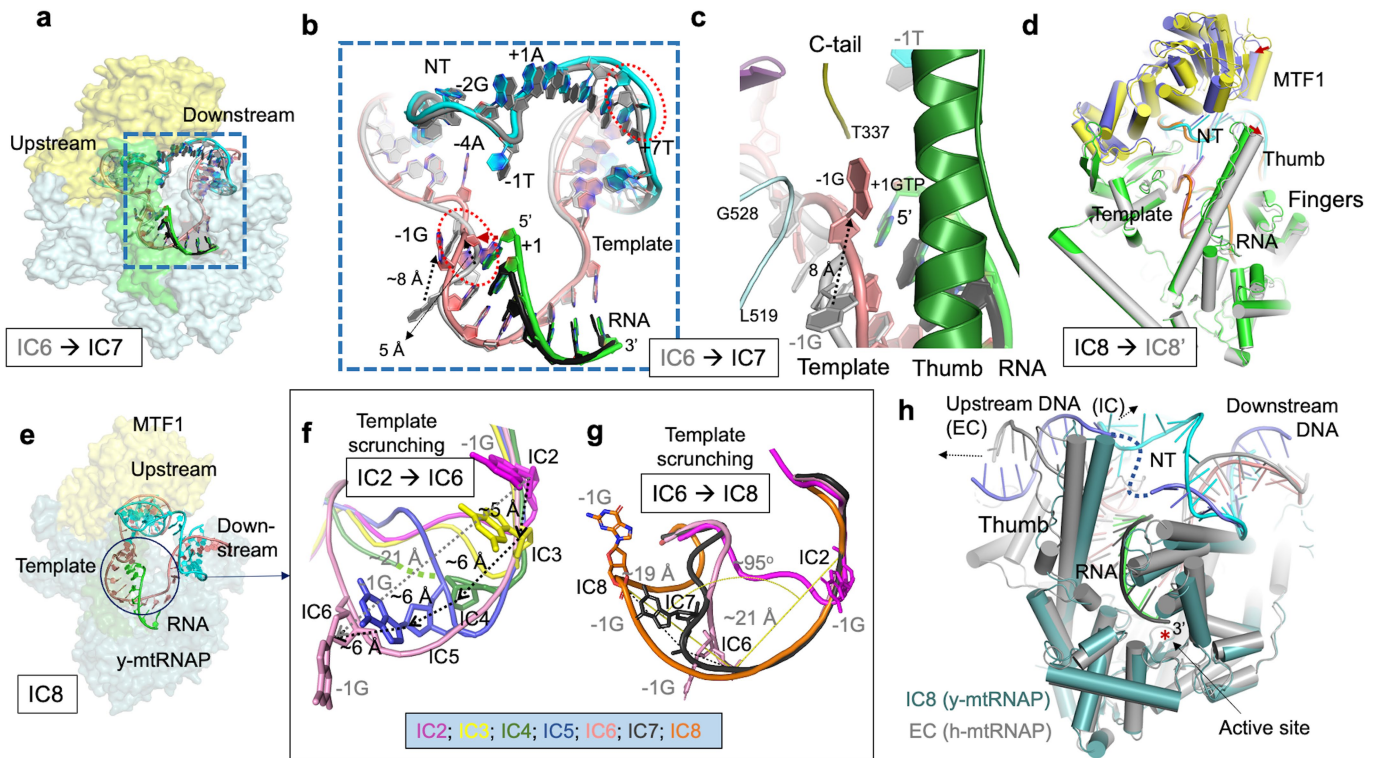 a
Downstream
Upstream
IC6 → IC7
b
NT
+1A
-2G
-4A
-1T
+7T
5’
+1
-1G
~8 Å
5 Å
Template
RNA
3’
IC6 → IC7
c
C-tail
-1T
T337
-1G
+1GTP
5’
G528
8 Å
L519
-1G
Template
Thumb
RNA
d
MTF1
NT
Thumb
Fingers
Template
RNA
IC8 → IC8’
e
MTF1
Upstream
Down-
stream
Template
RNA
y-mtRNAP
IC8
f
Template
scrunching
-1G
IC2 → IC6
IC2
~5 Å
IC3
~21 Å
~6 Å
-1G
~6 Å
IC4
IC6
~6 Å
IC5
-1G
g
Template
scrunching
IC6 → IC8
-1G
IC2
~95°
~19 Å
IC8
IC7
~21 Å
-1G
IC6
-1G
-1G
IC2; IC3; IC4; IC5; IC6; IC7; IC8
h
Upstream DNA
(EC)
(IC)
Downstream
DNA
NT
Thumb
RNA
3’
*
IC8 (y-mtRNAP)
EC (h-mtRNAP)
Active site